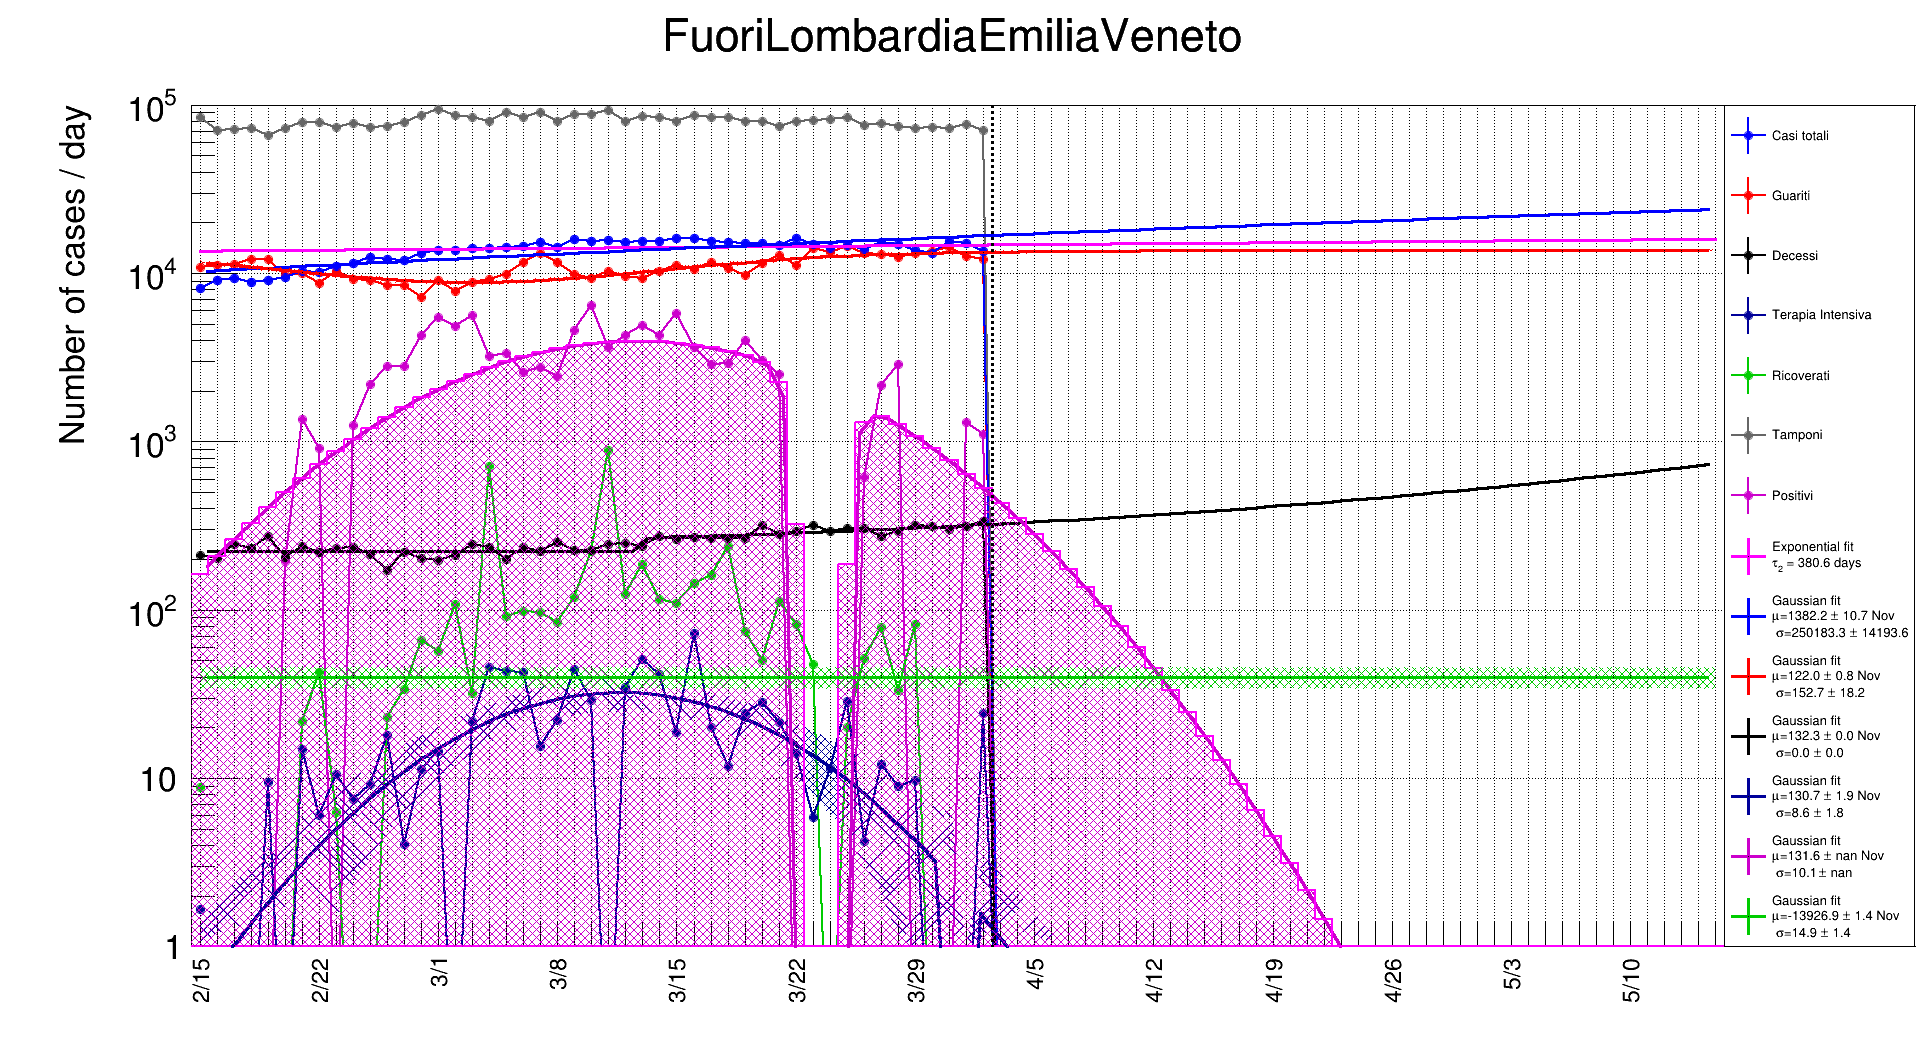 FuoriLombardiaEmiliaVeneto
Number of cases / day
10^5
10^4
10^3
10^2
10
1
2/15
2/22
3/1
3/8
3/15
3/22
3/29
4/5
4/12
4/19
4/26
5/3
5/10
Casi totali
Guariti
Decessi
Terapia Intensiva
Ricoverati
Tamponi
Positivi
Exponential fit
τ₂ = 380.6 days
Gaussian fit
μ=1382.2 ± 10.7 Nov
σ=250183.3 ± 14193.6
Gaussian fit
μ=122.0 ± 0.8 Nov
σ=152.7 ± 18.2
Gaussian fit
μ=132.3 ± 0.0 Nov
σ=0.0 ± 0.0
Gaussian fit
μ=130.7 ± 1.9 Nov
σ=8.6 ± 1.8
Gaussian fit
μ=131.6 ± nan Nov
σ=10.1 ± nan
Gaussian fit
μ=-13926.9 ± 1.4 Nov
σ=14.9 ± 1.4